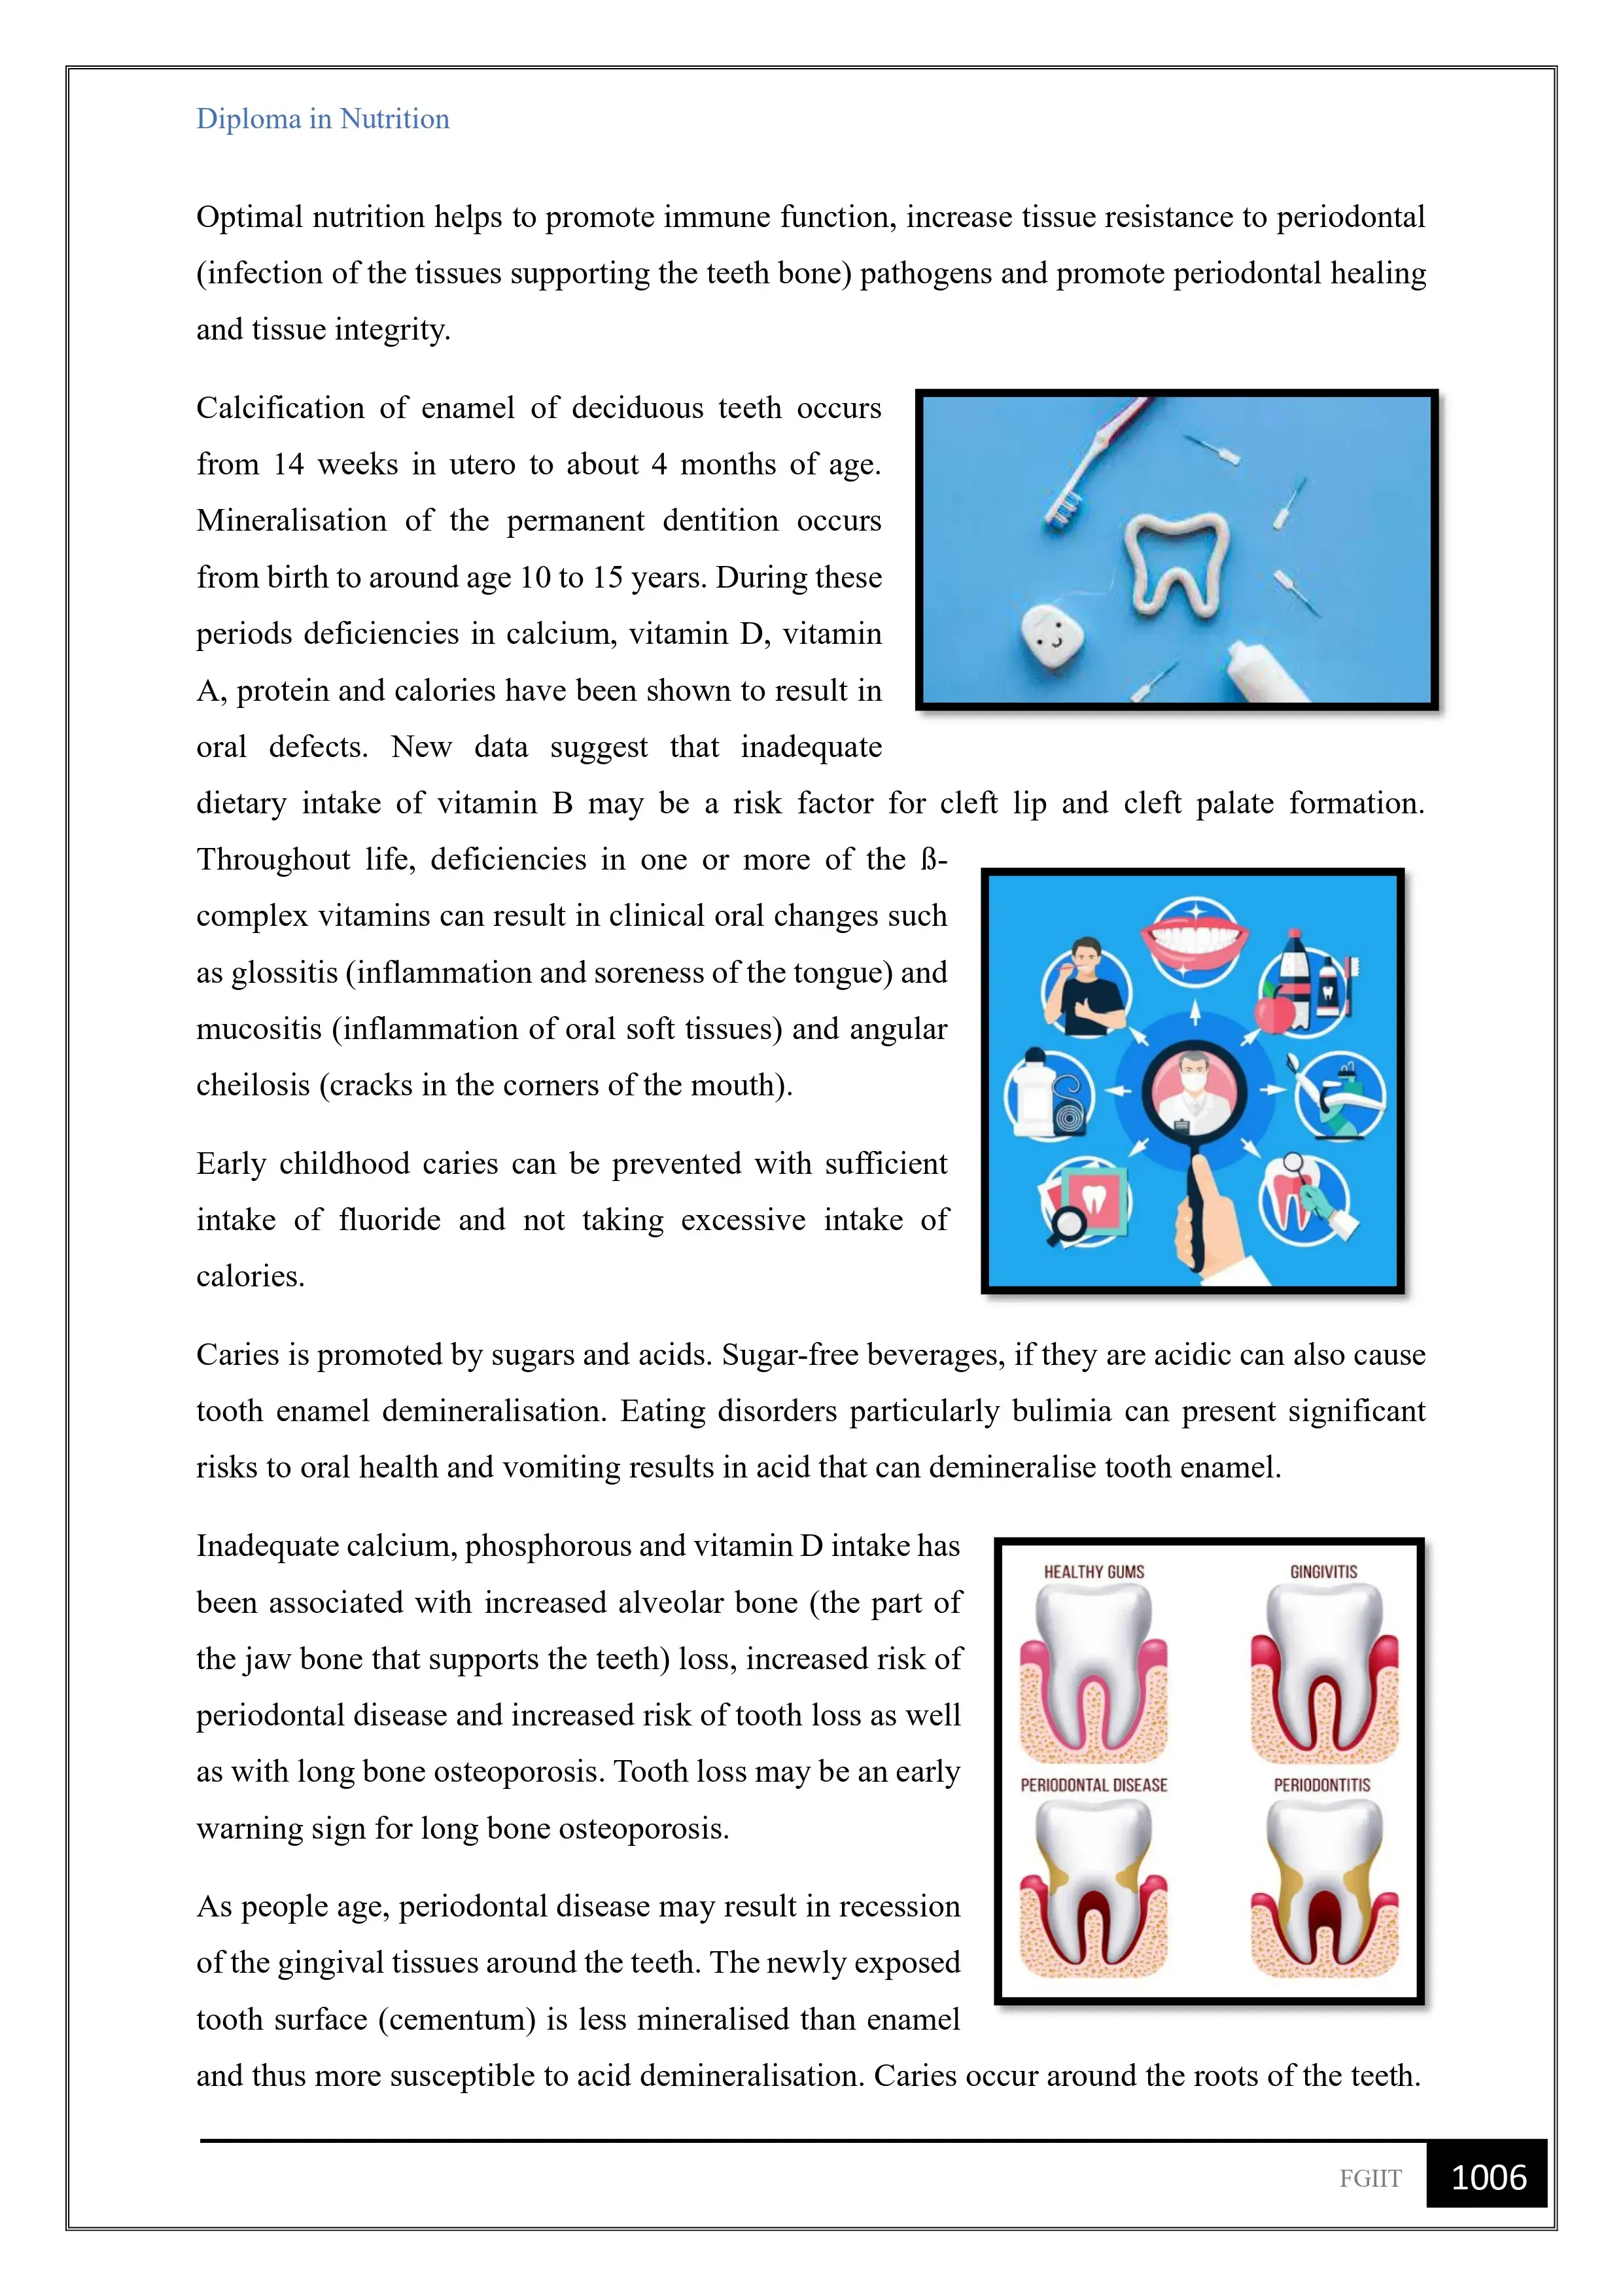 Diploma in Nutrition
Optimal nutrition helps to promote immune function, increase tissue resistance to periodontal
(infection of the tissues supporting the teeth bone) pathogens and promote periodontal healing
and tissue integrity.
Calcification of enamel of deciduous teeth occurs
from 14 weeks in utero to about 4 months of age.
Mineralisation of the permanent dentition occurs
from birth to around age 10 to 15 years. During these
periods deficiencies in calcium, vitamin D, vitamin
A, protein and calories have been shown to result in
oral defects. New data suggest that inadequate
dietary intake of vitamin B may be a risk factor for cleft lip and cleft palate formation.
Throughout life, deficiencies in one or more of the ß-
complex vitamins can result in clinical oral changes such
as glossitis (inflammation and soreness of the tongue) and
mucositis (inflammation of oral soft tissues) and angular
cheilosis (cracks in the corners of the mouth).
Early childhood caries can be prevented with sufficient
intake of fluoride and not taking excessive intake of
calories.
Caries is promoted by sugars and acids. Sugar-free beverages, if they are acidic can also cause
tooth enamel demineralisation. Eating disorders particularly bulimia can present significant
risks to oral health and vomiting results in acid that can demineralise tooth enamel.
Inadequate calcium, phosphorous and vitamin D intake has
been associated with increased alveolar bone (the part of
the jaw bone that supports the teeth) loss, increased risk of
periodontal disease and increased risk of tooth loss as well
as with long bone osteoporosis. Tooth loss may be an early
warning sign for long bone osteoporosis.
HEALTHY GUMS
GINGIVITIS
PERIODONTAL DISEASE
PERIODONTITIS
As people age, periodontal disease may result in recession
of the gingival tissues around the teeth. The newly exposed
tooth surface (cementum) is less mineralised than enamel
and thus more susceptible to acid demineralisation. Caries occur around the roots of the teeth.
FGIIT
1006